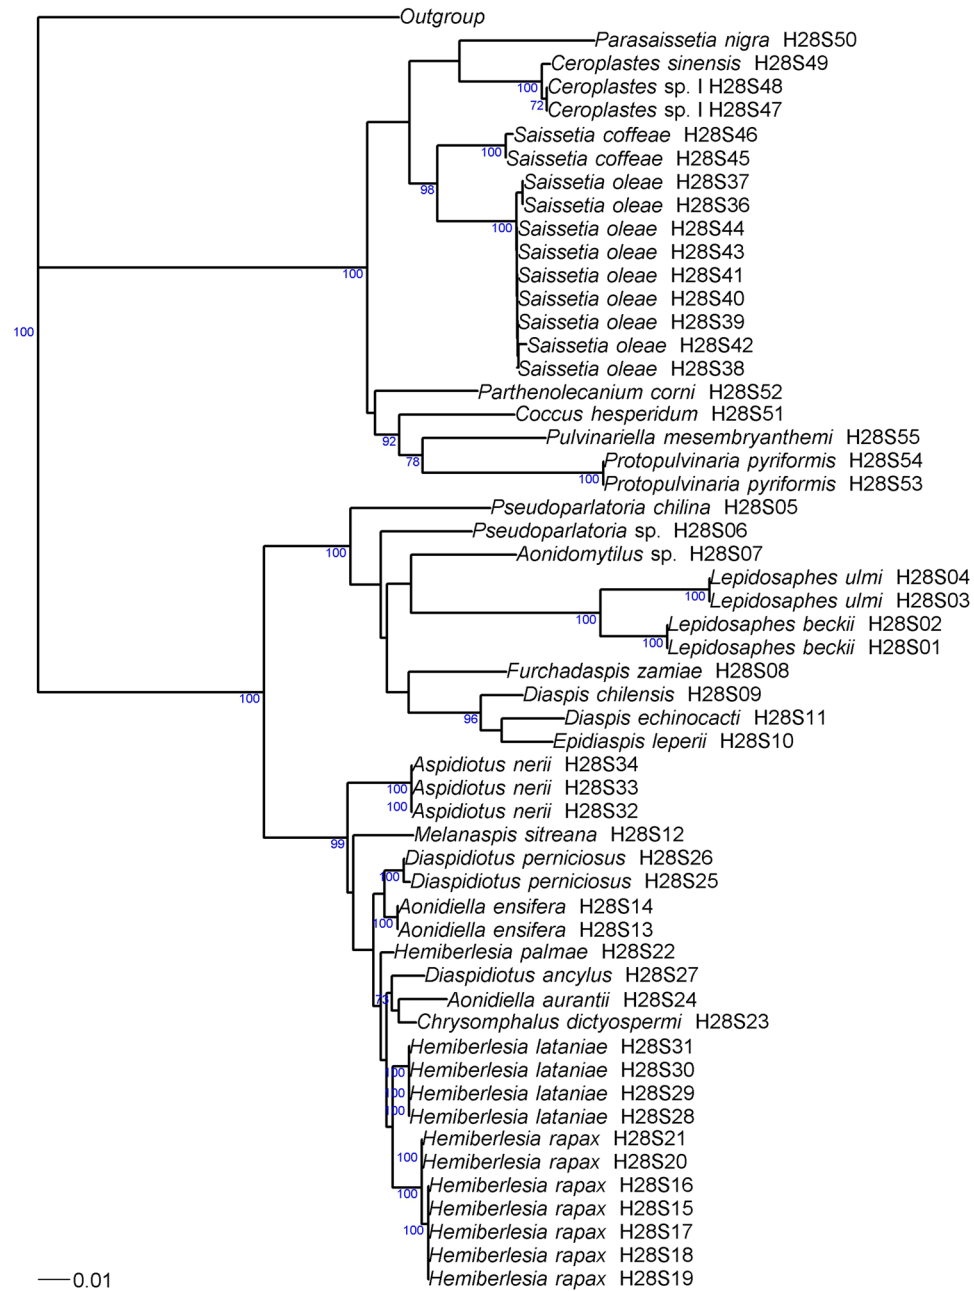 Outgroup
Parasaissetia nigra H28S50
Ceroplastes sinensis H28S49
100
Ceroplastes sp. I H28S48
72
Ceroplastes sp. I H28S47
Saissetia coffeae H28S46
100
Saissetia coffeae H28S45
Saissetia oleae H28S37
98
Saissetia oleae H28S36
100
Saissetia oleae H28S44
Saissetia oleae H28S43
100
Saissetia oleae H28S41
Saissetia oleae H28S40
Saissetia oleae H28S39
100
Saissetia oleae H28S42
Saissetia oleae H28S38
Parthenolecanium corni H28S52
Coccus hesperidum H28S51
92
Pulvinariella mesembryanthemi H28S55
78
Protopulvinaria pyriformis H28S54
100
Protopulvinaria pyriformis H28S53
Pseudoparlatoria chilina H28S05
Pseudoparlatoria sp. H28S06
100
Aonidomytilus sp. H28S07
Lepidosaphes ulmi H28S04
100
Lepidosaphes ulmi H28S03
100
Lepidosaphes beckii H28S02
100
Lepidosaphes beckii H28S01
Furchadaspis zamiae H28S08
100
Diaspis chilensis H28S09
96
Diaspis echinocacti H28S11
Epidiaspis leperii H28S10
Aspidiotus nerii H28S34
100
Aspidiotus nerii H28S33
100
Aspidiotus nerii H28S32
Melanaspis sitreana H28S12
99
Diaspidiotus perniciosus H28S26
100
Diaspidiotus perniciosus H28S25
Aonidiella ensifera H28S14
100
Aonidiella ensifera H28S13
Hemiberlesia palmae H28S22
Diaspidiotus ancylus H28S27
73
Aonidiella aurantii H28S24
Chrysomphalus dictyospermi H28S23
Hemiberlesia lataniae H28S31
100
Hemiberlesia lataniae H28S30
100
Hemiberlesia lataniae H28S29
100
Hemiberlesia lataniae H28S28
Hemiberlesia rapax H28S21
100
Hemiberlesia rapax H28S20
Hemiberlesia rapax H28S16
100
Hemiberlesia rapax H28S15
100
Hemiberlesia rapax H28S17
Hemiberlesia rapax H28S18
Hemiberlesia rapax H28S19
0.01